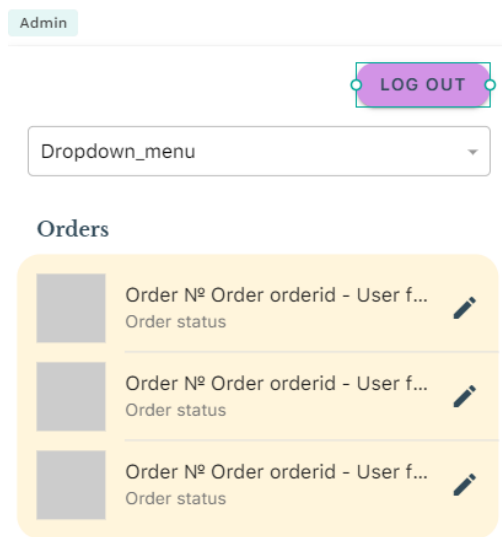 Admin
LOG OUT
Dropdown_menu
Orders
Order № Order orderid - User f...
Order status
Order № Order orderid - User f...
Order status
Order № Order orderid - User f...
Order status